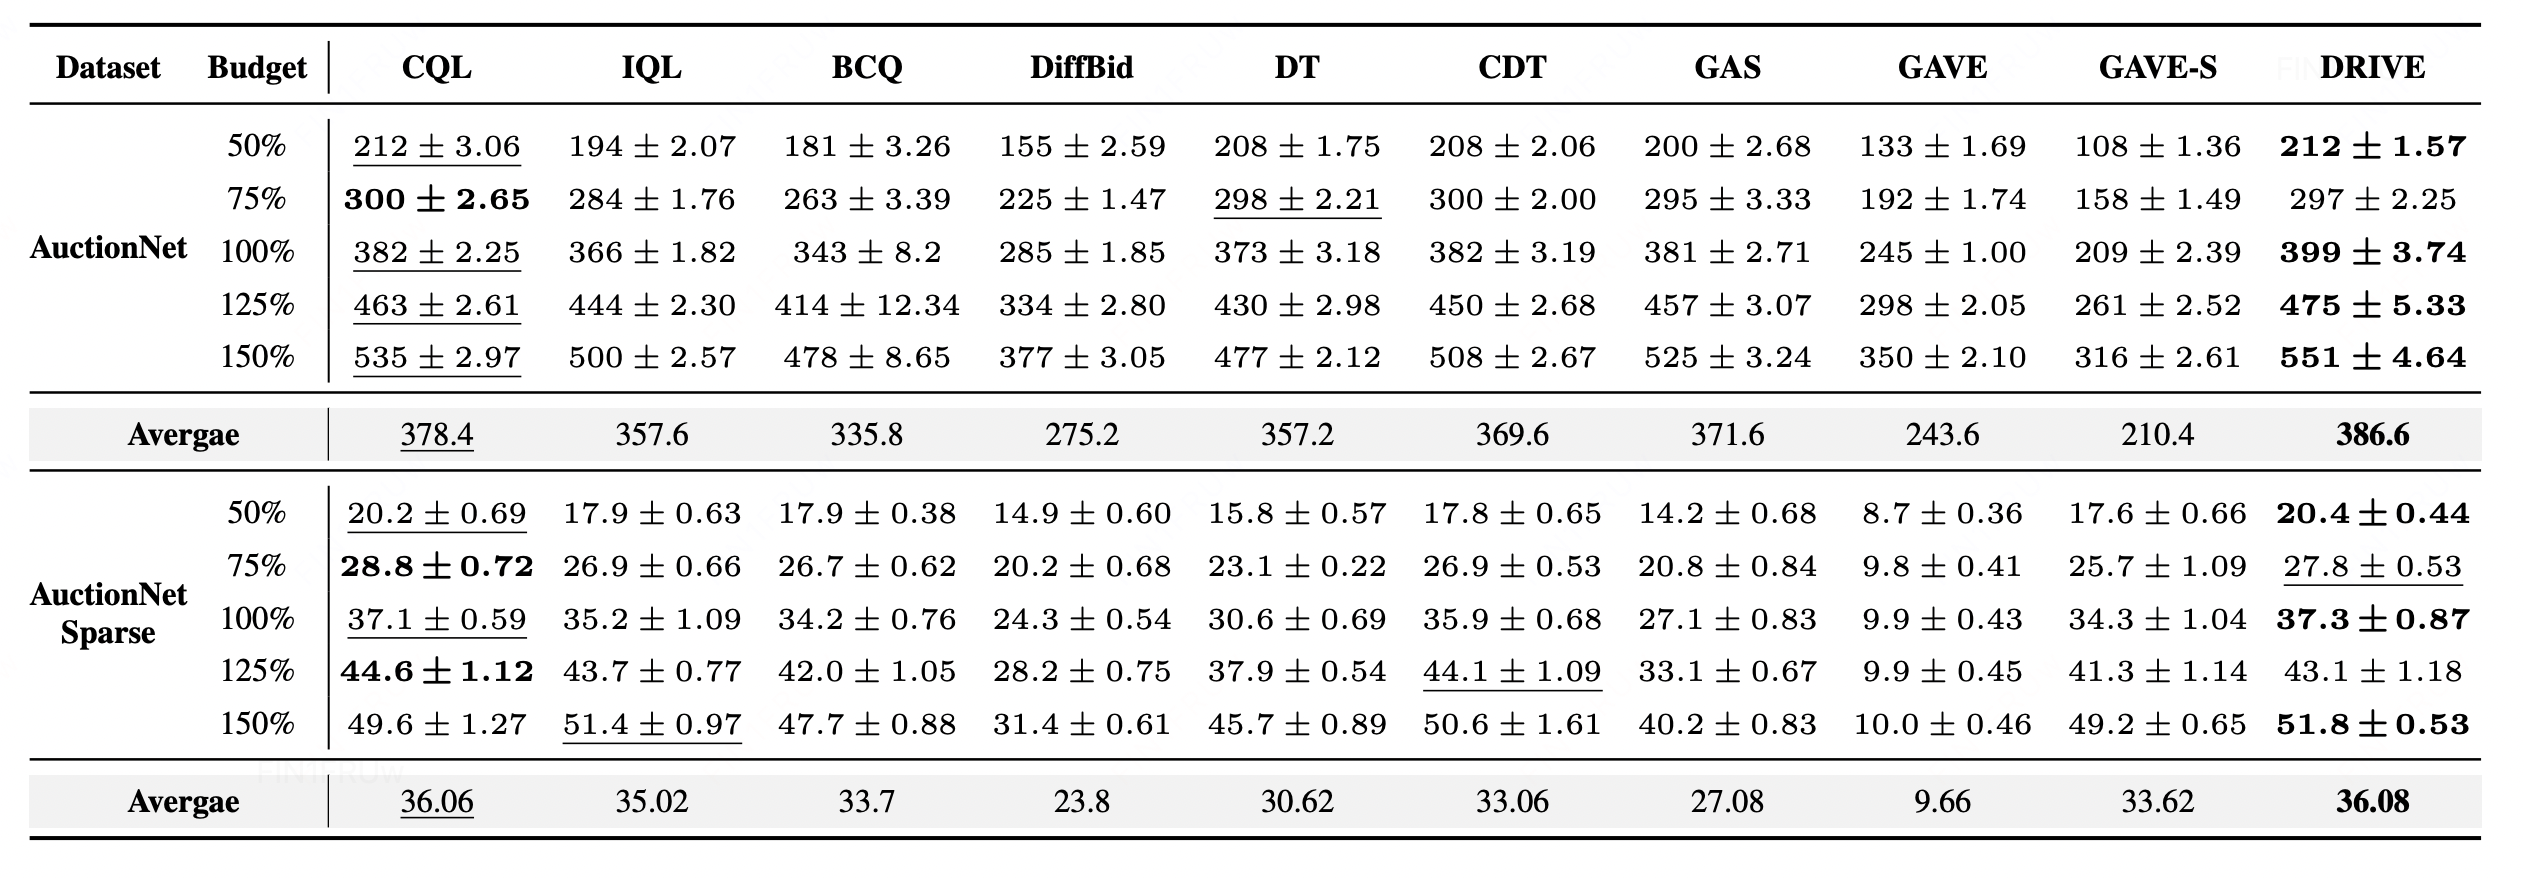 Dataset Budget CQL IQL BCQ DiffBid DT CDT GAS GAVE GAVE-S DRIVE
50% 212 ± 3.06 194 ± 2.07 181 ± 3.26 155 ± 2.59 208 ± 1.75 208 ± 2.06 200 ± 2.68 133 ± 1.69 108 ± 1.36 212 ± 1.57
75% 300 ± 2.65 284 ± 1.76 263 ± 3.39 225 ± 1.47 298 ± 2.21 300 ± 2.00 295 ± 3.33 192 ± 1.74 158 ± 1.49 297 ± 2.25
AuctionNet 100% 382 ± 2.25 366 ± 1.82 343 ± 8.2 285 ± 1.85 373 ± 3.18 382 ± 3.19 381 ± 2.71 245 ± 1.00 209 ± 2.39 399 ± 3.74
125% 463 ± 2.61 444 ± 2.30 414 ± 12.34 334 ± 2.80 430 ± 2.98 450 ± 2.68 457 ± 3.07 298 ± 2.05 261 ± 2.52 475 ± 5.33
150% 535 ± 2.97 500 ± 2.57 478 ± 8.65 377 ± 3.05 477 ± 2.12 508 ± 2.67 525 ± 3.24 350 ± 2.10 316 ± 2.61 551 ± 4.64
Avergae 378.4 357.6 335.8 275.2 357.2 369.6 371.6 243.6 210.4 386.6
50% 20.2 ± 0.69 17.9 ± 0.63 17.9 ± 0.38 14.9 ± 0.60 15.8 ± 0.57 17.8 ± 0.65 14.2 ± 0.68 8.7 ± 0.36 17.6 ± 0.66 20.4 ± 0.44
75% 28.8 ± 0.72 26.9 ± 0.66 26.7 ± 0.62 20.2 ± 0.68 23.1 ± 0.22 26.9 ± 0.53 20.8 ± 0.84 9.8 ± 0.41 25.7 ± 1.09 27.8 ± 0.53
AuctionNet
Sparse 100% 37.1 ± 0.59 35.2 ± 1.09 34.2 ± 0.76 24.3 ± 0.54 30.6 ± 0.69 35.9 ± 0.68 27.1 ± 0.83 9.9 ± 0.43 34.3 ± 1.04 37.3 ± 0.87
125% 44.6 ± 1.12 43.7 ± 0.77 42.0 ± 1.05 28.2 ± 0.75 37.9 ± 0.54 44.1 ± 1.09 33.1 ± 0.67 9.9 ± 0.45 41.3 ± 1.14 43.1 ± 1.18
150% 49.6 ± 1.27 51.4 ± 0.97 47.7 ± 0.88 31.4 ± 0.61 45.7 ± 0.89 50.6 ± 1.61 40.2 ± 0.83 10.0 ± 0.46 49.2 ± 0.65 51.8 ± 0.53
Avergae 36.06 35.02 33.7 23.8 30.62 33.06 27.08 9.66 33.62 36.08